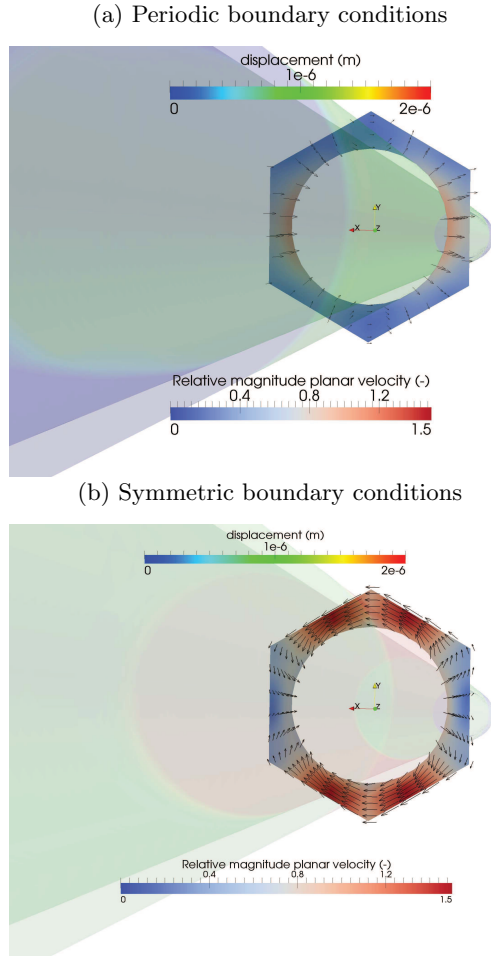 (a) Periodic boundary conditions
displacement (m)
1e-6
0 2e-6
Y
X Z
Relative magnitude planar velocity (-)
0.4 0.8 1.2
0 1.5
(b) Symmetric boundary conditions
displacement (m)
1e-6
0 2e-6
Y
X Z
Relative magnitude planar velocity (-)
0 0.4 0.8 1.2 1.5